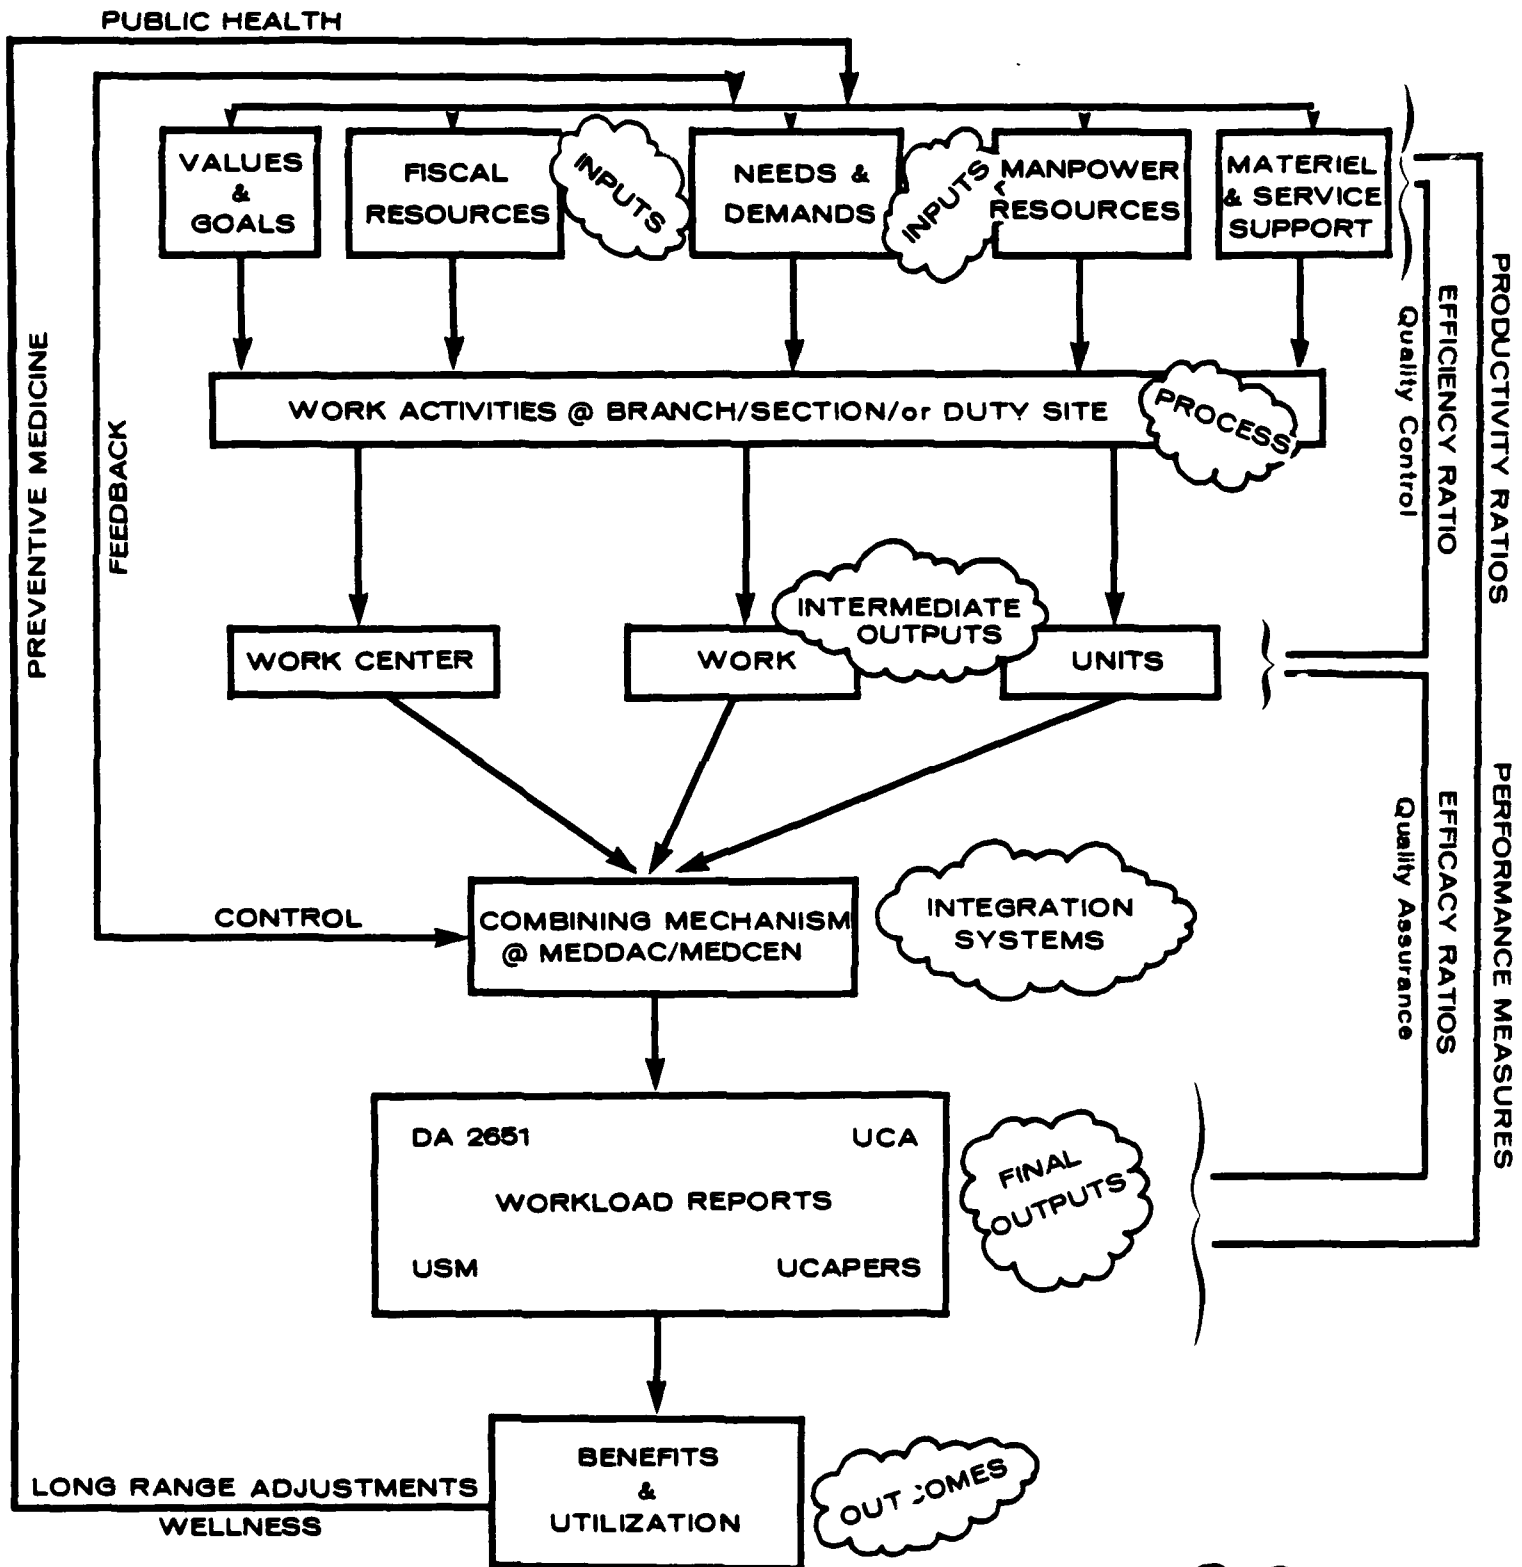 PUBLIC HEALTH
VALUES
&
GOALS
FISCAL
RESOURCES
INPUTS
NEEDS &
DEMANDS
INPUTS
MANPOWER
RESOURCES
MATERIEL
& SERVICE
SUPPORT
PREVENTIVE MEDICINE
FEEDBACK
WORK ACTIVITIES @ BRANCH/SECTION/or DUTY SITE
PROCESS
Quality Control
EFFICIENCY RATIO
PRODUCTIVITY RATIOS
INTERMEDIATE
OUTPUTS
WORK CENTER
WORK
UNITS
CONTROL
COMBINING MECHANISM
@ MEDDAC/MEDCEN
INTEGRATION
SYSTEMS
Quality Assurance
EFFICACY RATIOS
PERFORMANCE MEASURES
DA 2651
UCA
WORKLOAD REPORTS
USM
UCAPERS
FINAL
OUTPUTS
BENEFITS
&
UTILIZATION
OUTCOMES
LONG RANGE ADJUSTMENTS
WELLNESS